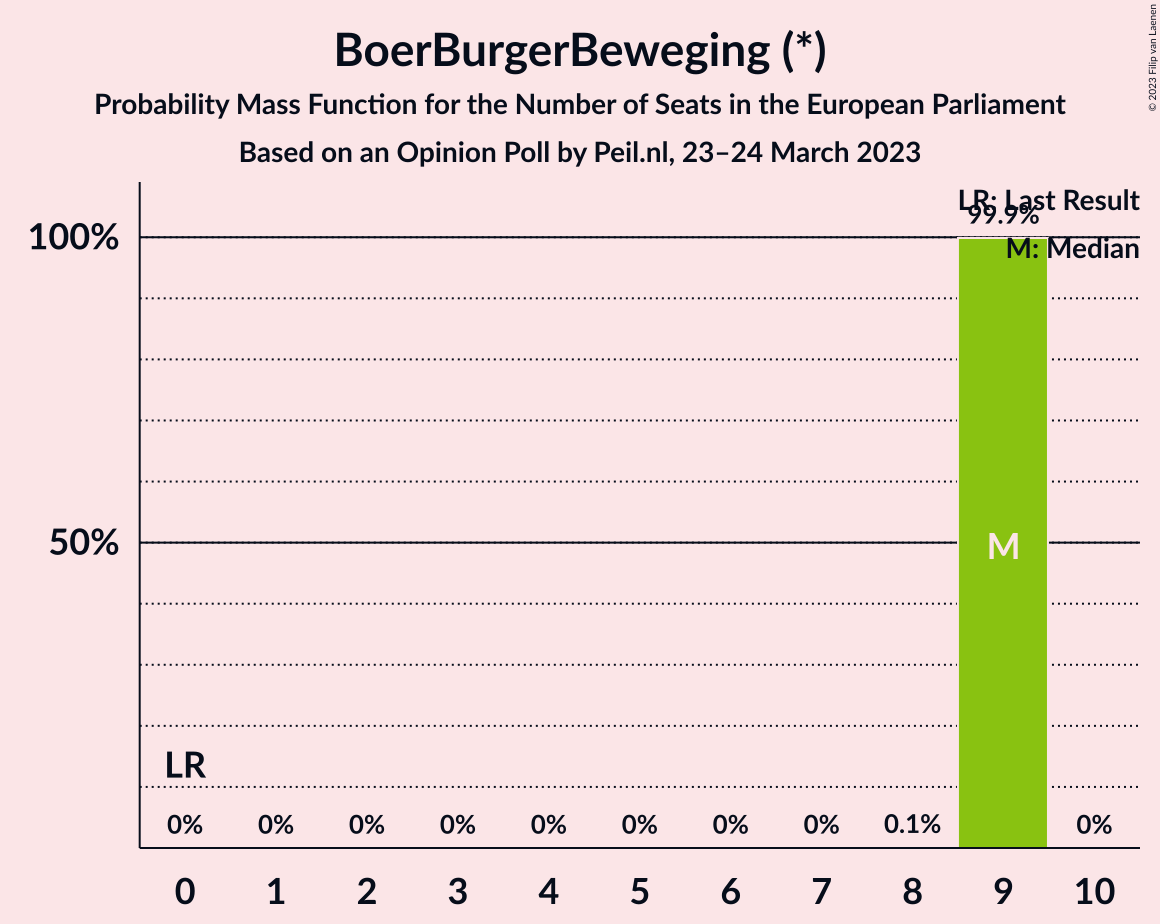 BoerBurgerBeweging (*)
Probability Mass Function for the Number of Seats in the European Parliament
Based on an Opinion Poll by Peil.nl, 23–24 March 2023
© 2023 Filip van Laenen
LR: Last Result
99.9%
M: Median
100%
50%
M
LR
0% 0% 0% 0% 0% 0% 0% 0% 0.1% 0%
0 1 2 3 4 5 6 7 8 9 10